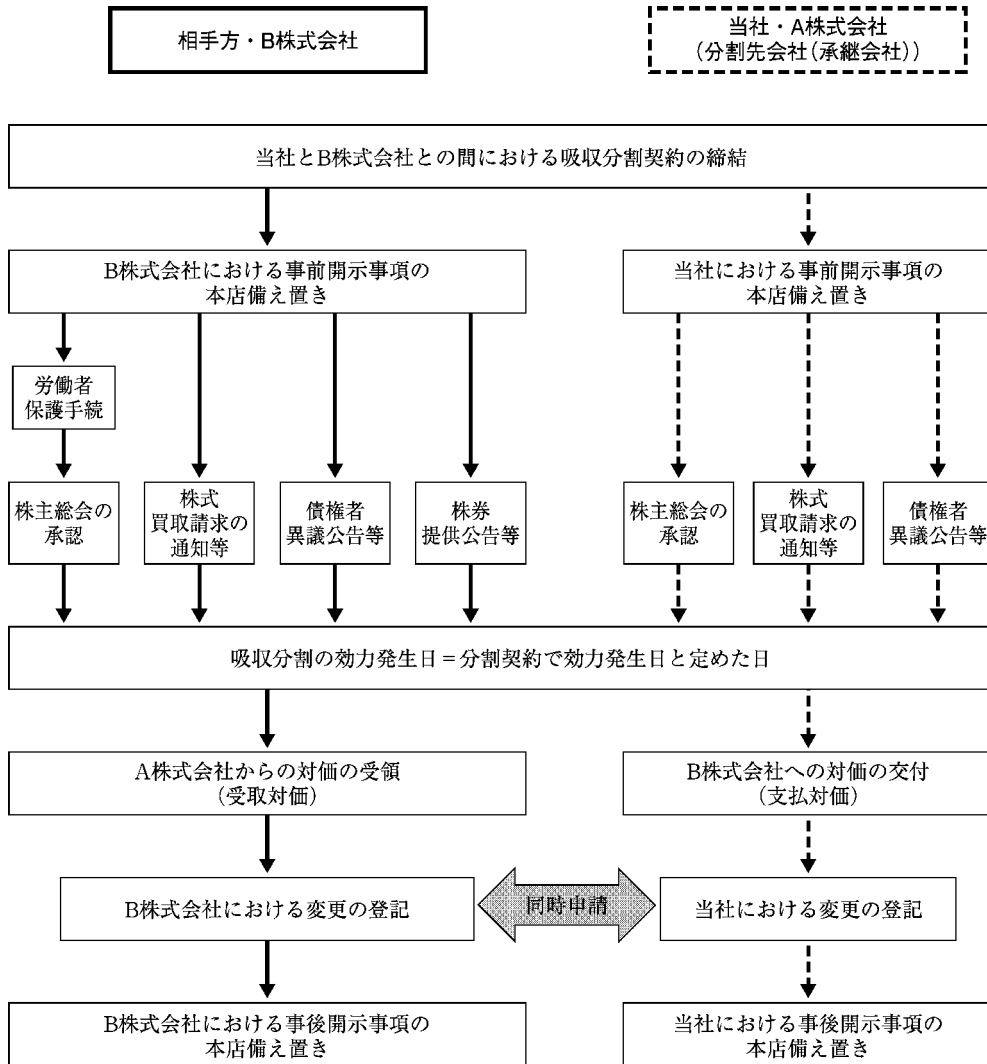 相手方・B株式会社
当社・A株式会社
(分割先会社(承継会社))
当社とB株式会社との間における吸収分割契約の締結
B株式会社における事前開示事項の
本店備え置き
当社における事前開示事項の
本店備え置き
労働者
保護手続
株主総会の
承認
株式
買取請求の
通知等
債権者
異議公告等
株券
提供公告等
株主総会の
承認
株式
買取請求の
通知等
債権者
異議公告等
吸収分割の効力発生日=分割契約で効力発生日と定めた日
A株式会社からの対価の受領
(受取対価)
B株式会社への対価の交付
(支払対価)
B株式会社における変更の登記
同時申請
当社における変更の登記
B株式会社における事後開示事項の
本店備え置き
当社における事後開示事項の
本店備え置き